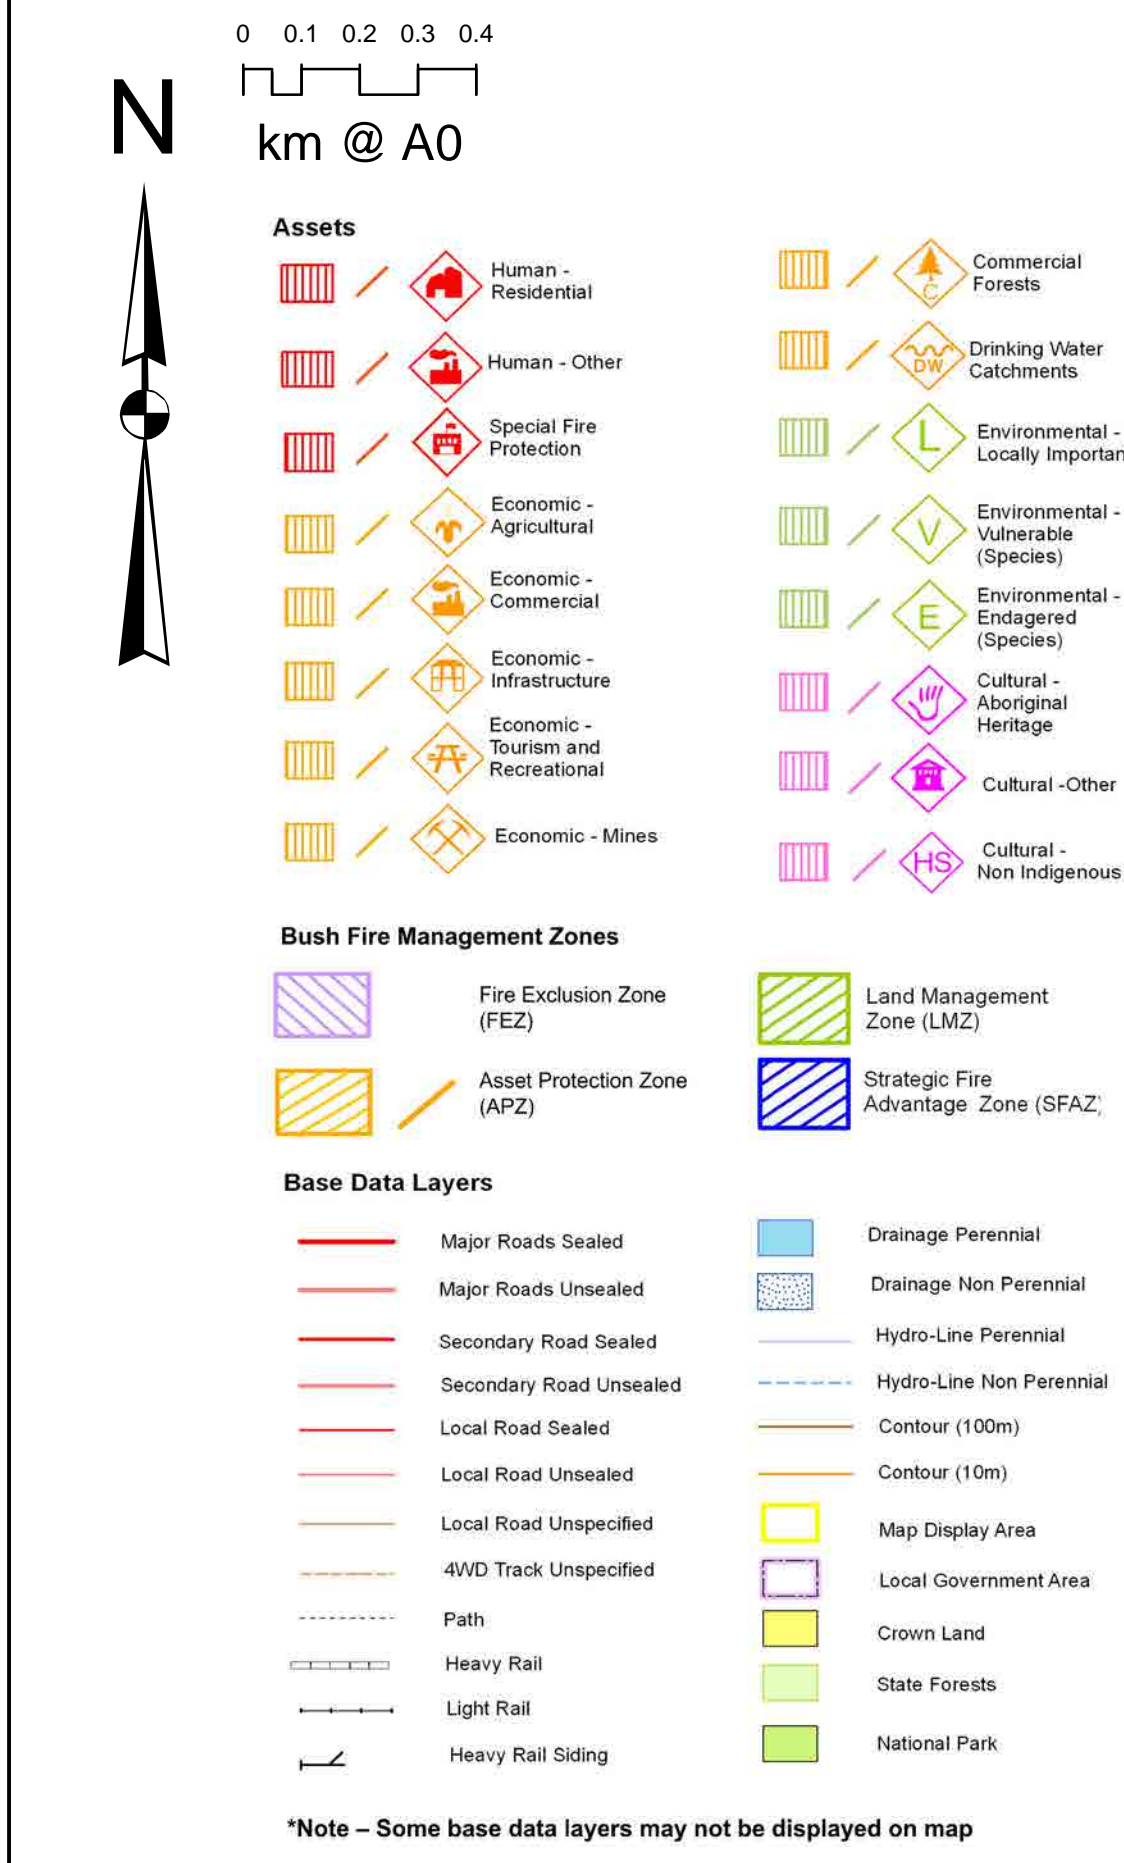 0 0.1 0.2 0.3 0.4
N
km @ A0
Assets
Human -
Residential
Human - Other
Special Fire
Protection
Economic -
Agricultural
Economic -
Commercial
Economic -
Infrastructure
Economic -
Tourism and
Recreational
Economic - Mines
C
Commercial
Forests
DW
Drinking Water
Catchments
L
Environmental -
Locally Importan
V
Environmental -
Vulnerable
(Species)
E
Environmental -
Endagered
(Species)
Cultural -
Aboriginal
Heritage
Cultural -Other
HS
Cultural -
Non Indigenous
Bush Fire Management Zones
Fire Exclusion Zone
(FEZ)
Asset Protection Zone
(APZ)
Land Management
Zone (LMZ)
Strategic Fire
Advantage Zone (SFAZ)
Base Data Layers
Major Roads Sealed
Major Roads Unsealed
Secondary Road Sealed
Secondary Road Unsealed
Local Road Sealed
Local Road Unsealed
Local Road Unspecified
4WD Track Unspecified
Path
Heavy Rail
Light Rail
Heavy Rail Siding
Drainage Perennial
Drainage Non Perennial
Hydro-Line Perennial
Hydro-Line Non Perennial
Contour (100m)
Contour (10m)
Map Display Area
Local Government Area
Crown Land
State Forests
National Park
*Note – Some base data layers may not be displayed on map